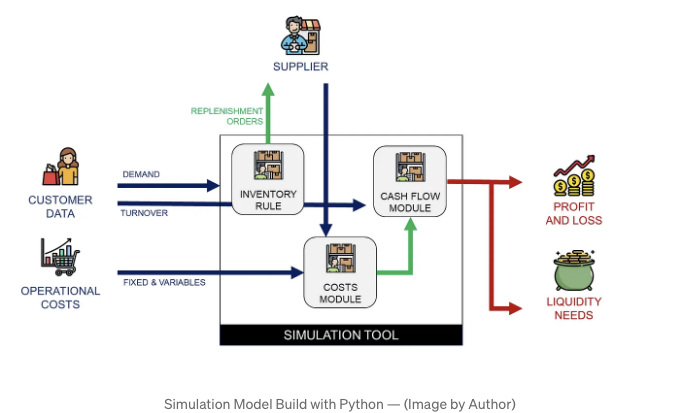 SUPPLIER
REPLENISHMENT
ORDERS
DEMAND
CUSTOMER
DATA
TURNOVER
INVENTORY
RULE
CASH FLOW
MODULE
PROFIT
AND LOSS
OPERATIONAL
COSTS
FIXED & VARIABLES
COSTS
MODULE
LIQUIDITY
NEEDS
SIMULATION TOOL
Simulation Model Build with Python — (Image by Author)